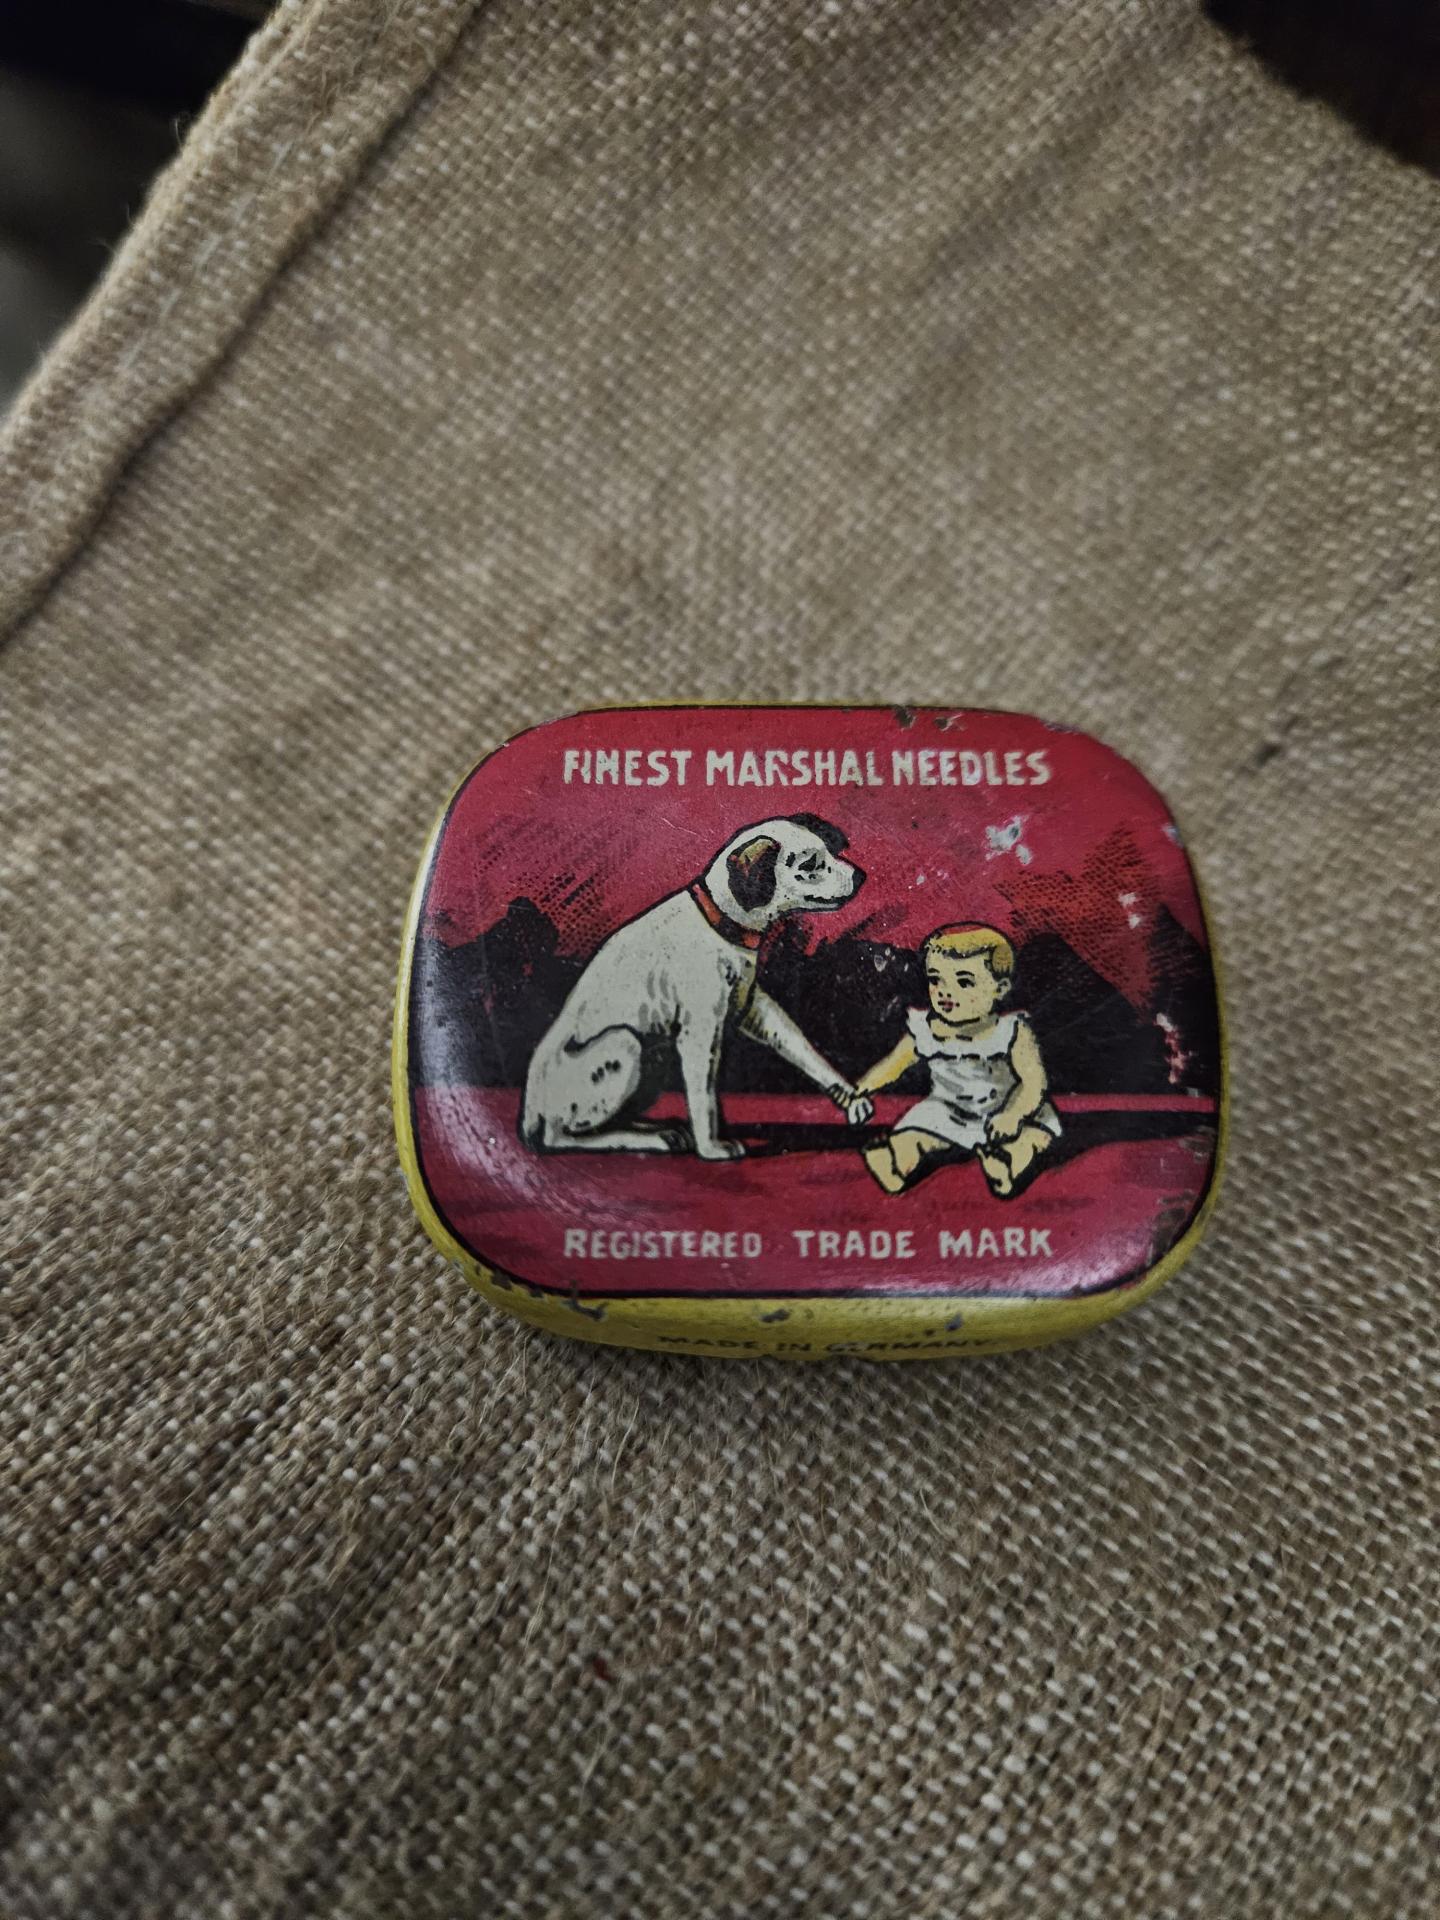 FINEST MARSHAL NEEDLES
REGISTERED TRADE MARK
MADE IN GERMANY